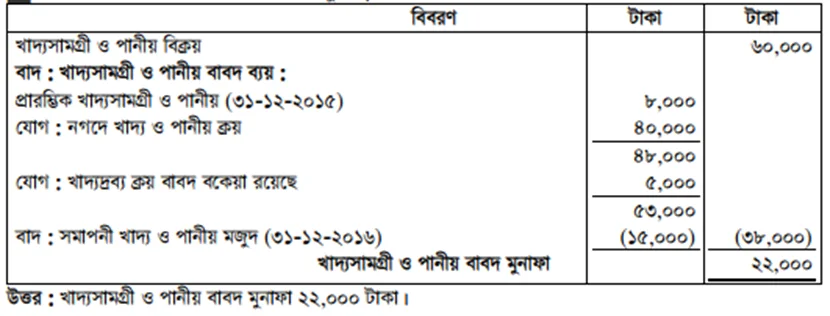 বিবরণ টাকা টাকা
খাদ্যসামগ্রী ও পানীয় বিক্রয় ৬০,০০০
বাদ : খাদ্যসামগ্রী ও পানীয় বাবদ ব্যয় :
প্রারম্ভিক খাদ্যসামগ্রী ও পানীয় (৩১-১২-২০১৫) ৮,০০০
যোগ : নগদে খাদ্য ও পানীয় ক্রয় ৪০,০০০
৪৮,০০০
যোগ : খাদ্যদ্রব্য ক্রয় বাবদ বকেয়া রয়েছে ৫,০০০
৫৩,০০০
বাদ : সমাপনী খাদ্য ও পানীয় মজুদ (৩১-১২-২০১৬) (১৫,০০০) (৩৮,০০০)
খাদ্যসামগ্রী ও পানীয় বাবদ মুনাফা ২২,০০০
উত্তর : খাদ্যসামগ্রী ও পানীয় বাবদ মুনাফা ২২,০০০ টাকা।